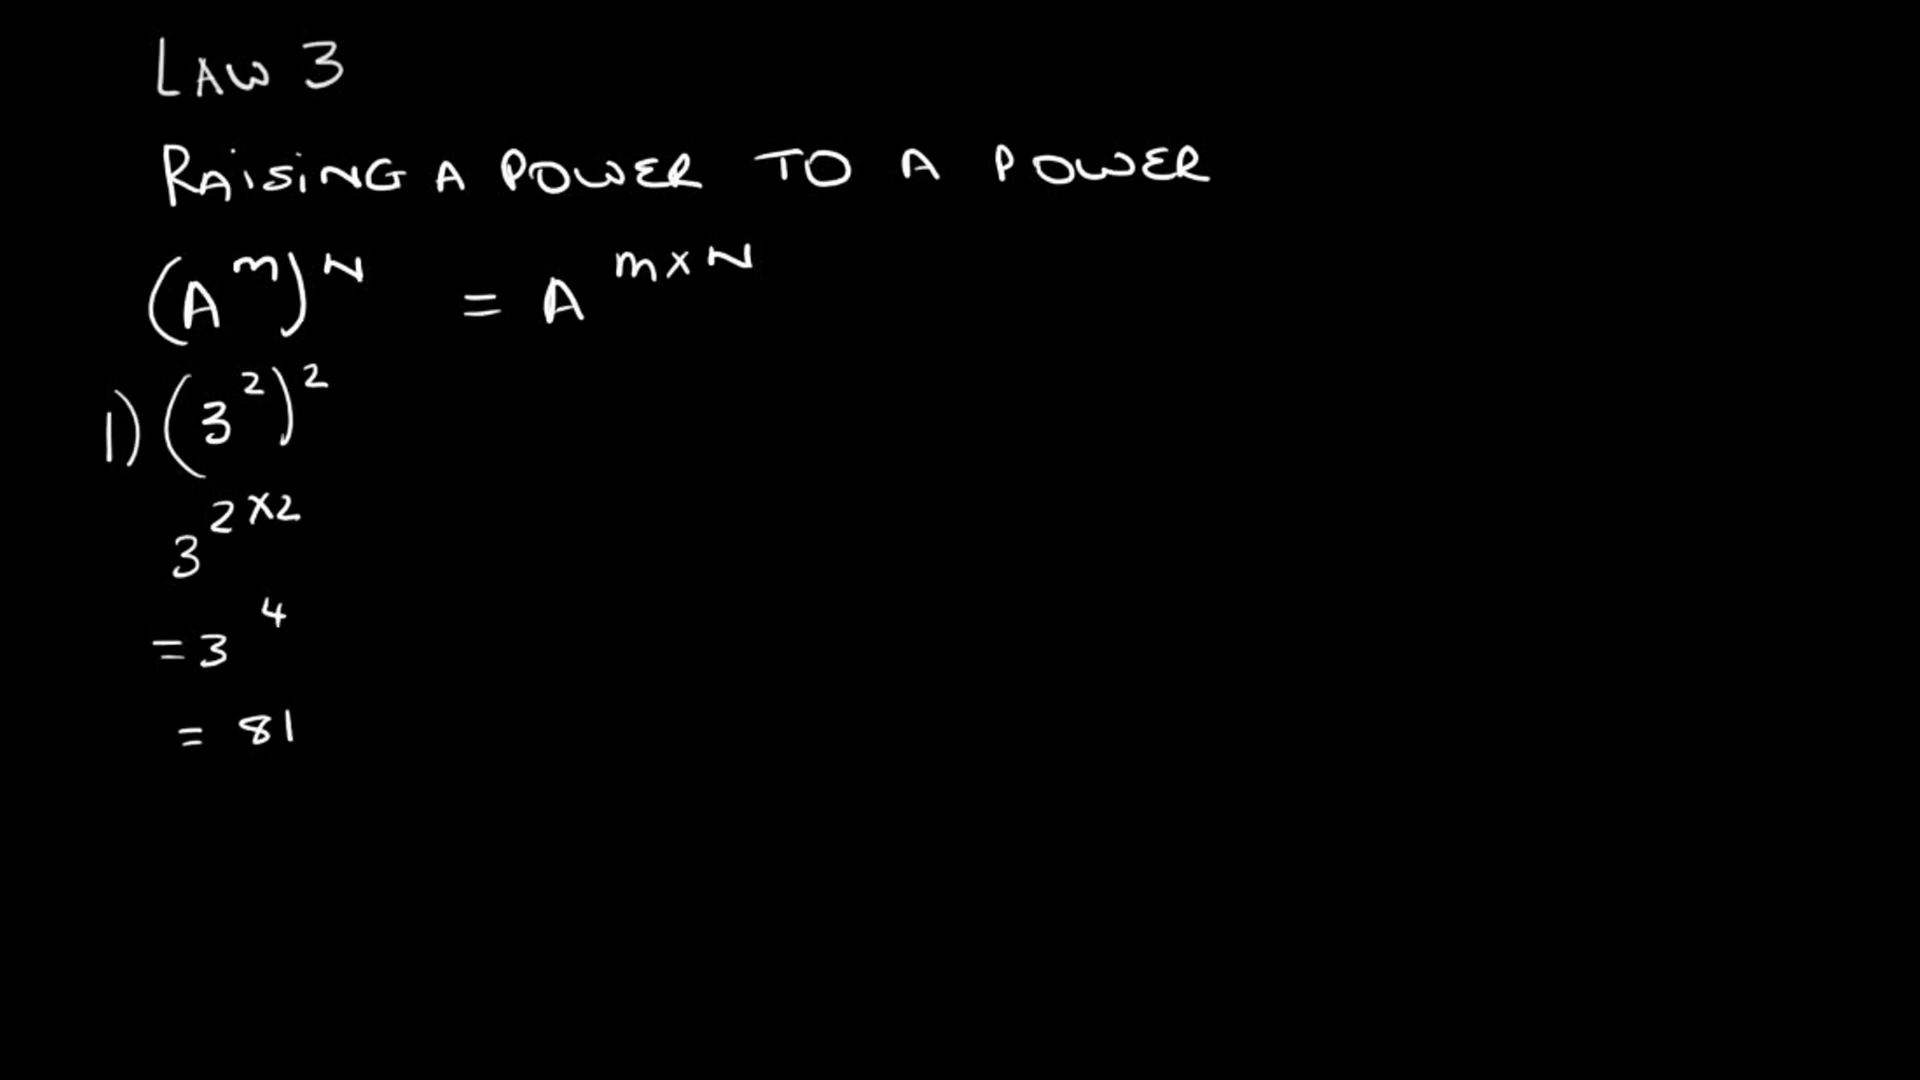 LAW 3
RAISING A POWER TO A POWER
(A^m)^N = A^{m×N}
1) (3^2)^2
3^{2×2}
= 3^4
= 81